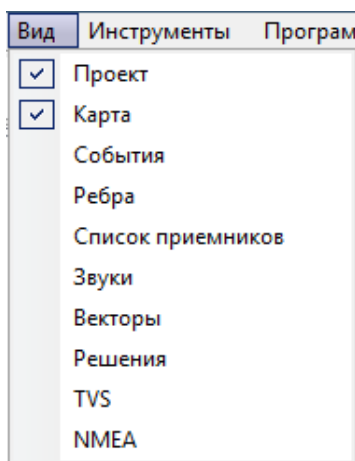 Вид Инструменты Програм
Проект
Карта
События
Ребра
Список приемников
Звуки
Векторы
Решения
TVS
NMEA